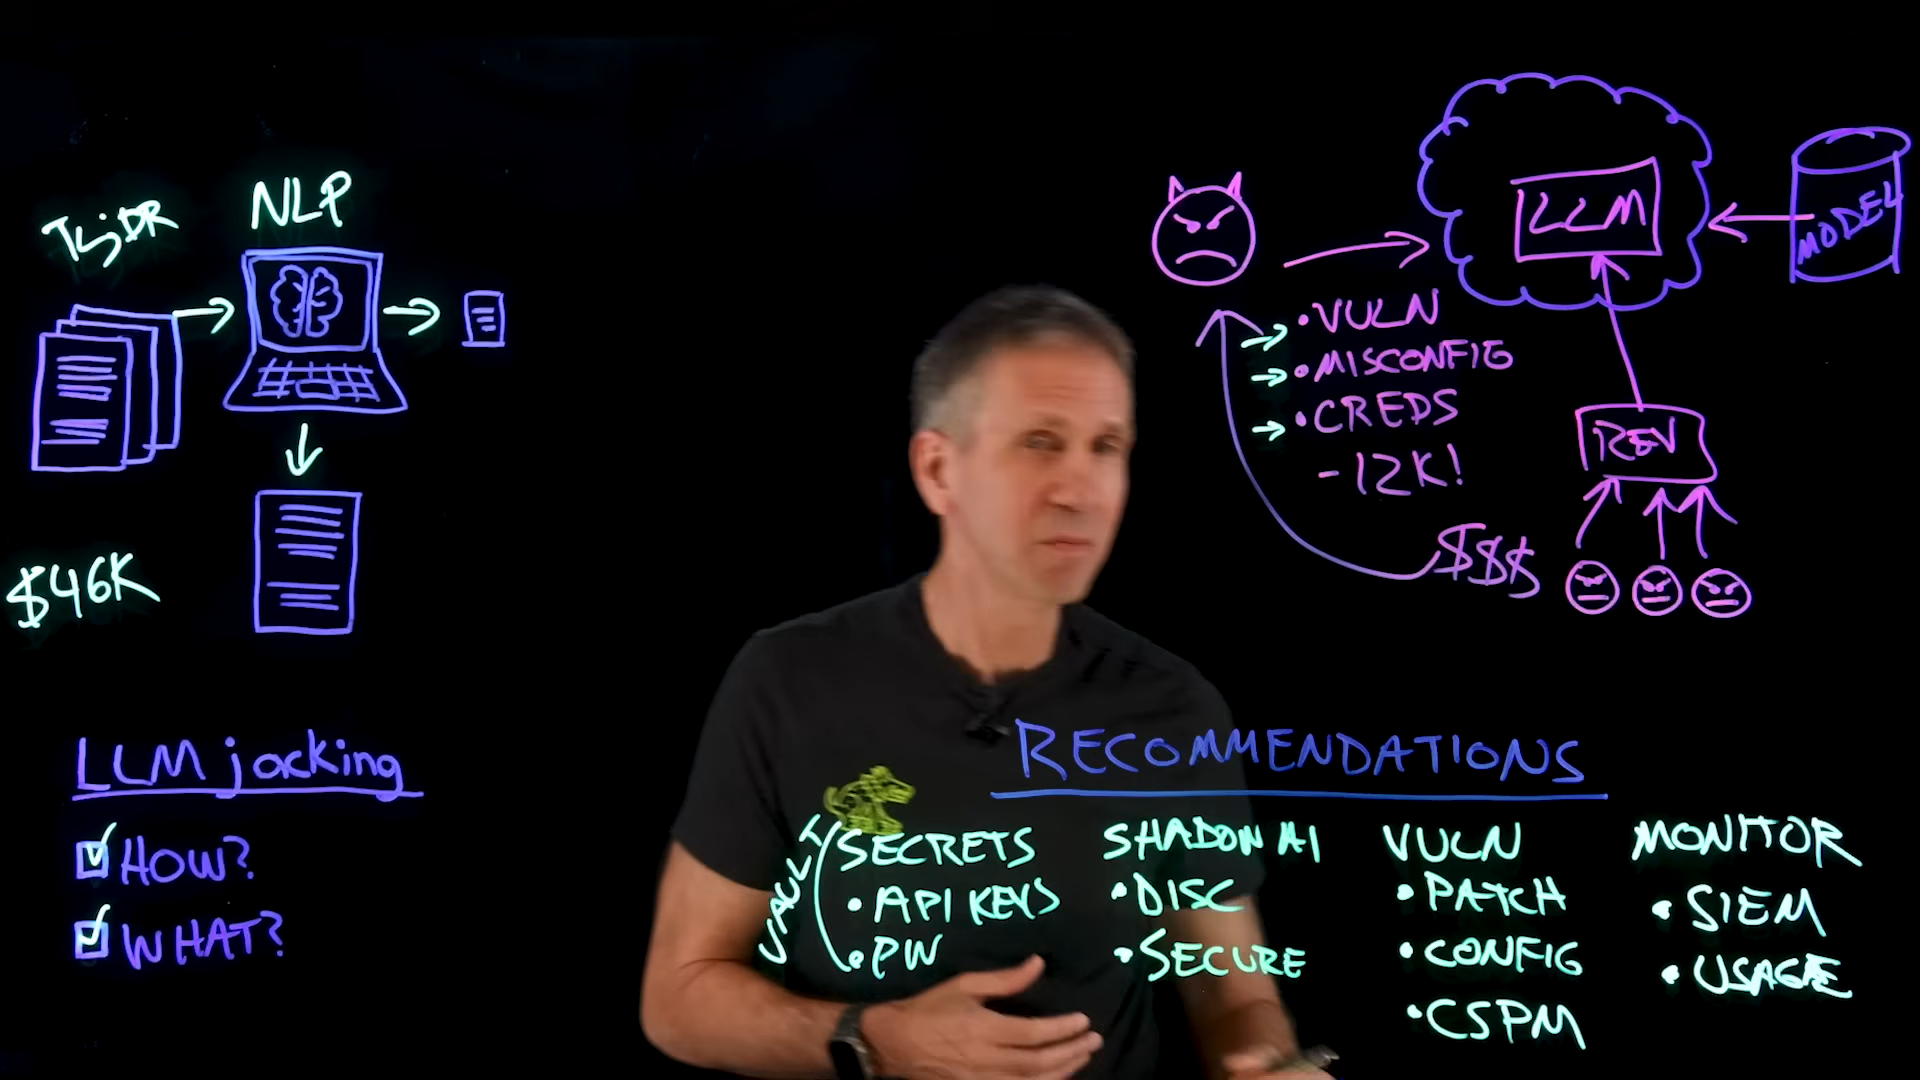 TL;DR
NLP
$46K
LLM jacking
HOW?
WHAT?
LLM
MODEL
• VULN
• MISCONFIG
• CREDS
- 12K!
REV
$$$
RECOMMENDATIONS
VAULT
SECRETS
• API KEYS
• PW
SHADOW AI
• DISC
• SECURE
VULN
• PATCH
• CONFIG
• CSPM
MONITOR
• SIEM
• USAGE